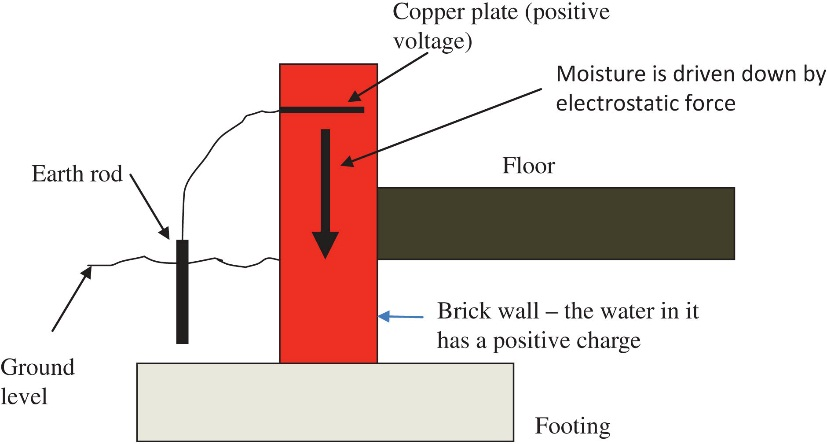 Copper plate (positive
voltage)
Moisture is driven down by
electrostatic force
Floor
Earth rod
Brick wall – the water in it
has a positive charge
Ground
level
Footing